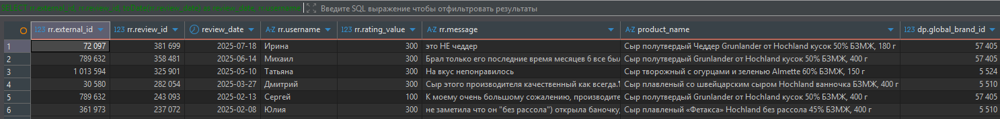 SELECT rr.external_id, rr.review_id, toDate(rr.review_date) as review_date, rr.username Введите SQL выражение чтобы отфильтровать результаты
123 rr.external_id 123 rr.review_id review_date A-Z rr.username 123 rr.rating_value A-Z rr.message A-Z product_name 123 dp.global_brand_id
1 72 097 381 699 2025-07-18 Ирина 300 это НЕ чеддер Сыр полутвердый Чеддер Grunlander от Hochland кусок 50% БЗМЖ, 180 г 57 405
2 789 632 358 481 2025-06-14 Михаил 300 Брал только его последние время месяцев 6 все был Сыр полутвердый Grunlander от Hochland кусок 50% БЗМЖ, 400 г 57 405
3 1 013 594 325 901 2025-05-10 Татьяна 300 На вкус непонравилось Сыр творожный с огурцами и зеленью Almette 60% БЗМЖ, 150 г 5 524
4 30 580 282 054 2025-03-27 Дмитрий 300 Сыр этого производителя качественный как всегда. Сыр плавленый со швейцарским сыром Hochland ванночка БЗМЖ, 400 г 5 510
5 789 632 243 093 2025-02-13 Сергей 100 К моему очень большому сожалению, производите Сыр полутвердый Grunlander от Hochland кусок 50% БЗМЖ, 400 г 57 405
6 361 973 237 072 2025-02-08 Юлия 300 не заметила что он "без рассола") открыла баночку, Сыр плавленый «Фетакса» Hochland без рассола 45% БЗМЖ, 400 г 5 510